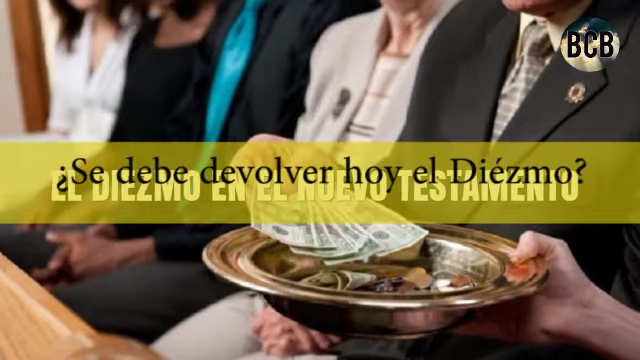 BCB
¿Se debe devolver hoy el Diézmo?
EL DIEZMO EN EL NUEVO TESTAMENTO